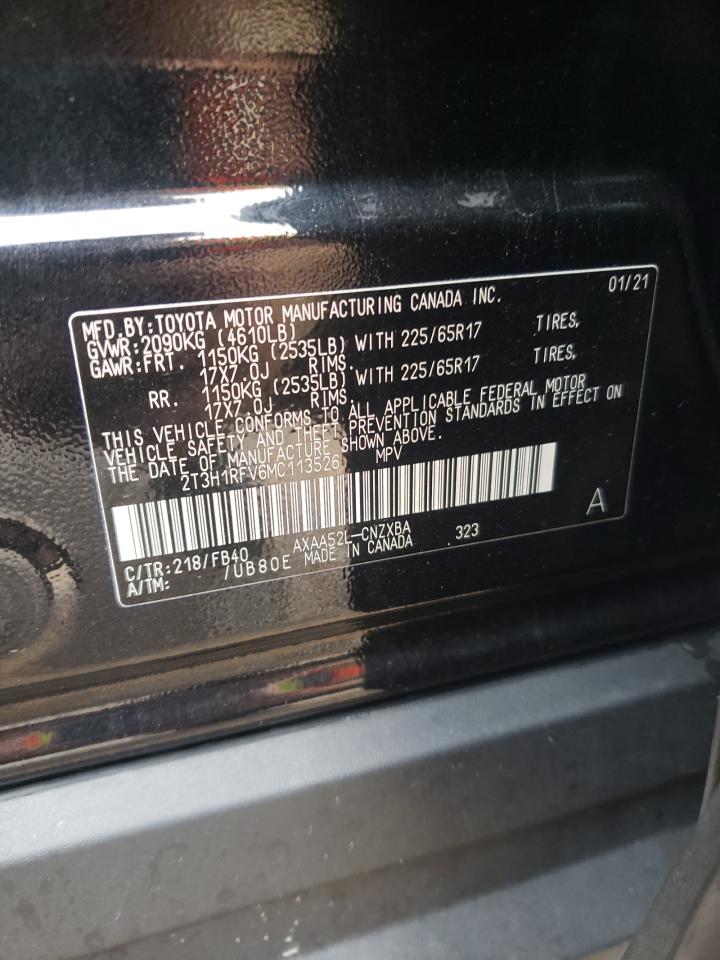 MFD.BY:TOYOTA MOTOR MANUFACTURING CANADA INC. 01/21
GVWR:2090KG (4610LB)
GAWR:FRT. 1150KG (2535LB) WITH 225/65R17 TIRES,
17X7.0J RIMS.
RR. 1150KG (2535LB) WITH 225/65R17 TIRES,
17X7.0J RIMS.
THIS VEHICLE CONFORMS TO ALL APPLICABLE FEDERAL MOTOR
VEHICLE SAFETY AND THEFT PREVENTION STANDARDS IN EFFECT ON
THE DATE OF MANUFACTURE SHOWN ABOVE.
2T3H1RFV6MC113526 MPV
A
C/TR:218/FB40 AXAA52L-CNZXBA 323
A/TM: /UB80E MADE IN CANADA